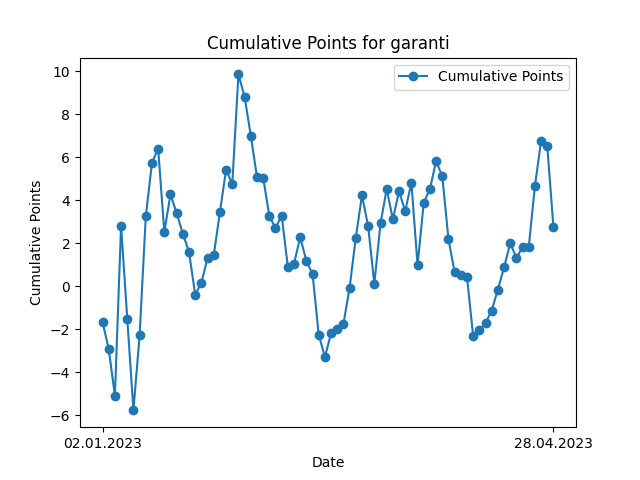 Cumulative Points for garanti
Cumulative Points
10
8
6
4
2
0
−2
−4
−6
Cumulative Points
02.01.2023
28.04.2023
Date